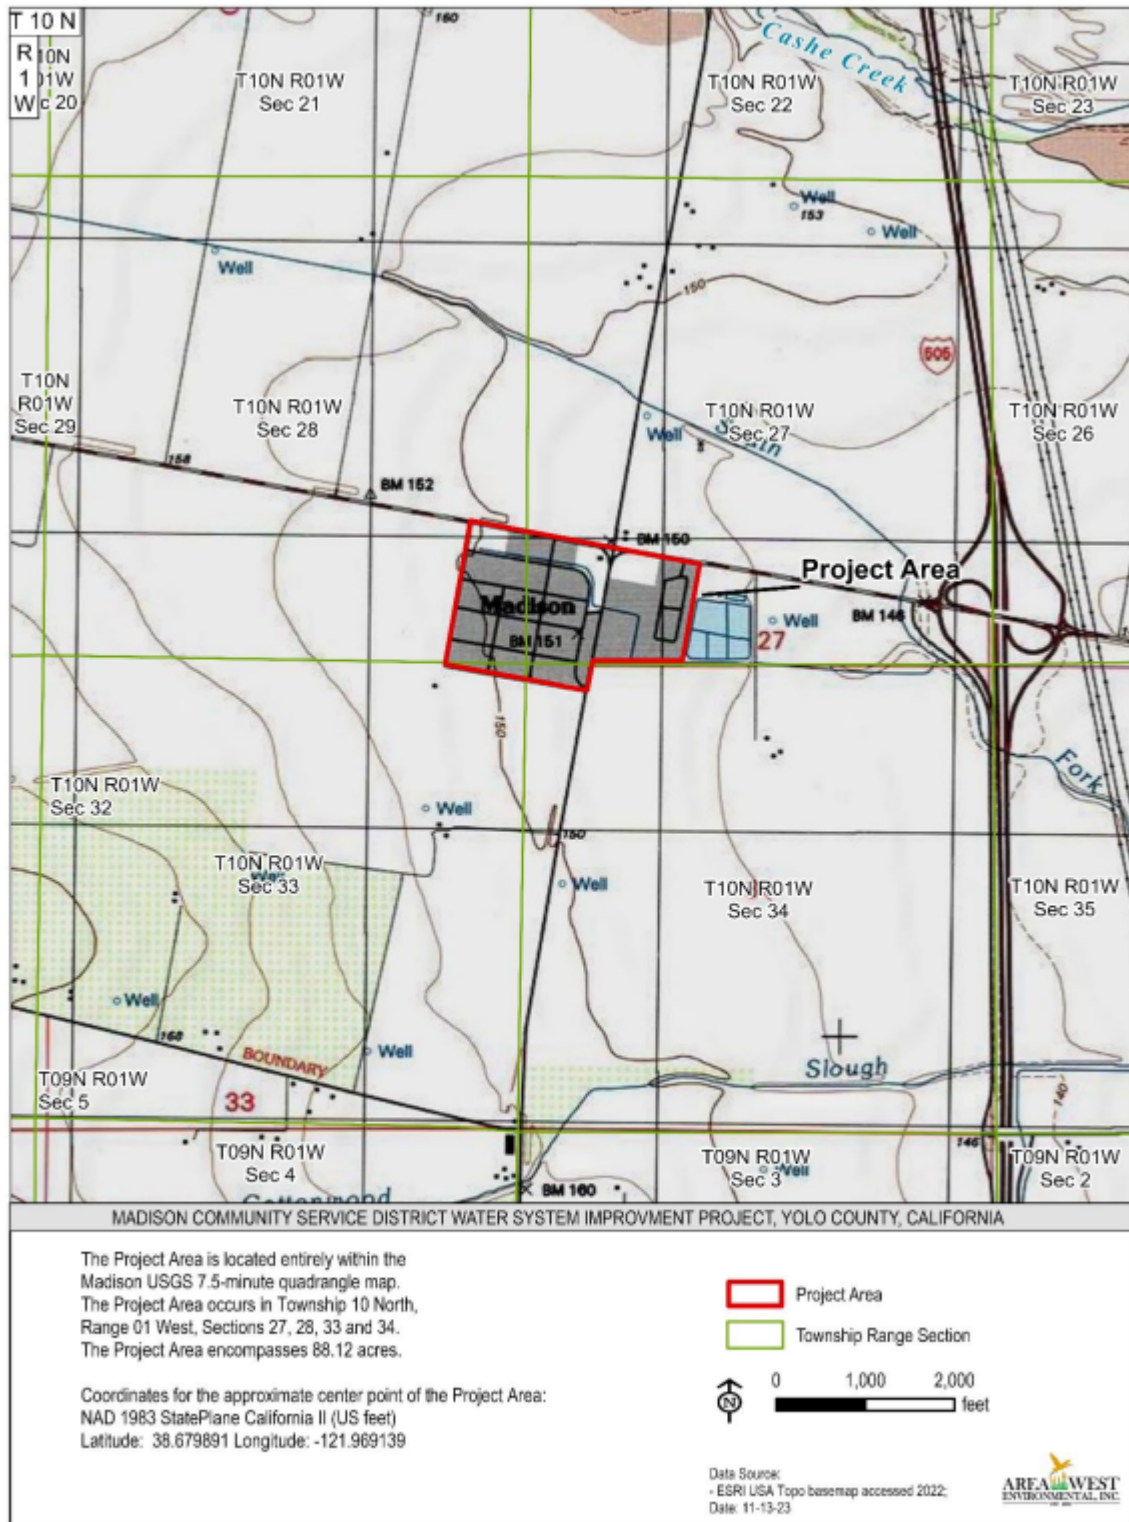 T 10 N
R
1
W
10N
01W
c 20
160
Cashe Creek
T10N R01W
Sec 21
T10N R01W
Sec 22
T10N R01W
Sec 23
Well
153
Well
Well
150
505
T10N
R01W
Sec 29
T10N R01W
Sec 28
T10N R01W
Sec 27
T10N R01W
Sec 26
Well
158
BM 152
BM 150
Project Area
Madison
BM 151
BM 146
Well
27
150
Fork
T10N R01W
Sec 32
Well
150
T10N R01W
Sec 33
Well
T10N R01W
Sec 34
T10N R01W
Sec 35
Well
168
Well
BOUNDARY
Slough
T09N R01W
Sec 5
33
140
146
T09N R01W
Sec 4
T09N R01W
Sec 3
Well
T09N R01W
Sec 2
Cottonwood
BM 160
MADISON COMMUNITY SERVICE DISTRICT WATER SYSTEM IMPROVMENT PROJECT, YOLO COUNTY, CALIFORNIA
The Project Area is located entirely within the
Madison USGS 7.5-minute quadrangle map.
The Project Area occurs in Township 10 North,
Range 01 West, Sections 27, 28, 33 and 34.
The Project Area encompasses 88.12 acres.
Coordinates for the approximate center point of the Project Area:
NAD 1983 StatePlane California II (US feet)
Latitude: 38.679891 Longitude: -121.969139
Project Area
Township Range Section
N
0 1,000 2,000
feet
Data Source:
- ESRI USA Topo basemap accessed 2022;
Date: 11-13-23
AREA WEST
ENVIRONMENTAL, INC.